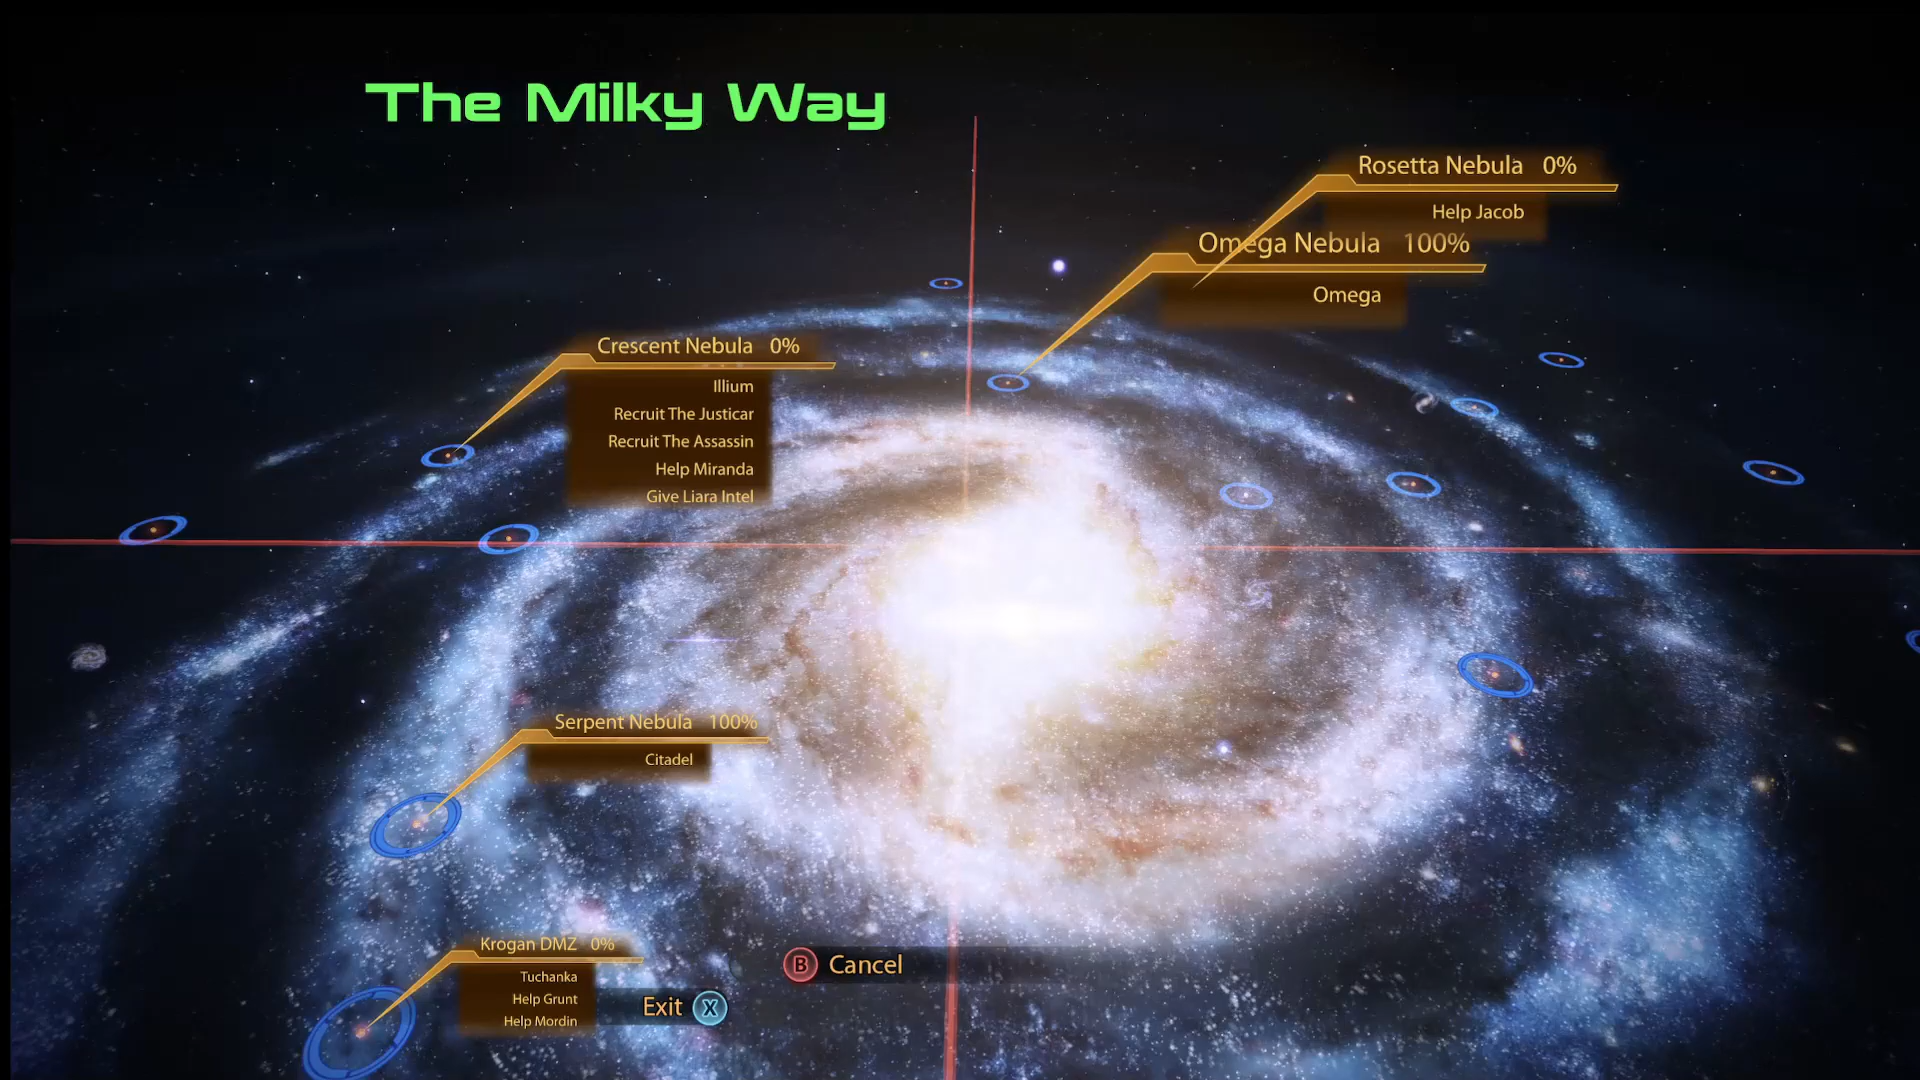 The Milky Way
Rosetta Nebula 0%
Help Jacob
Omega Nebula 100%
Omega
Crescent Nebula 0%
Illium
Recruit The Justicar
Recruit The Assassin
Help Miranda
Give Liara Intel
Serpent Nebula 100%
Citadel
Krogan DMZ 0%
Tuchanka
Help Grunt
Help Mordin
B Cancel
Exit X